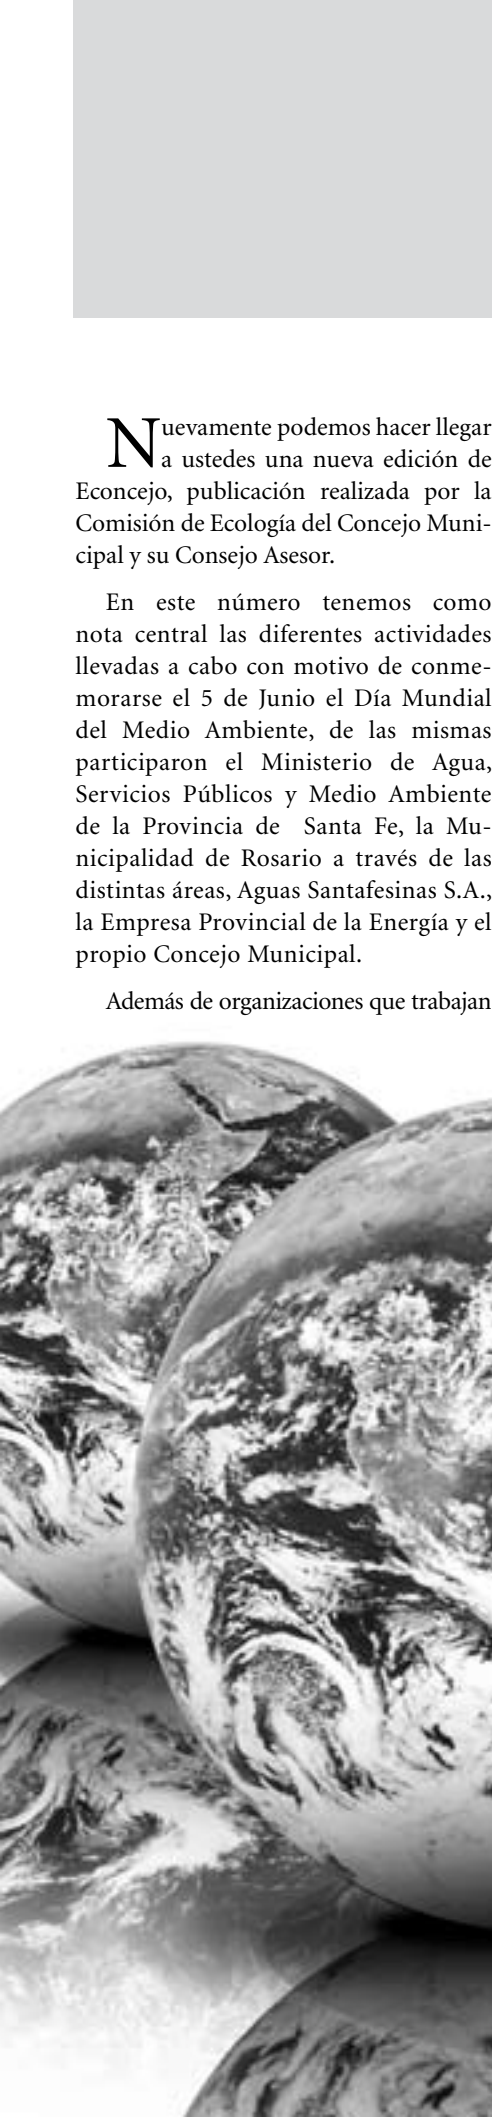 Nuevamente podemos hacer llegar
a ustedes una nueva edición de
Econcejo, publicación realizada por la
Comisión de Ecología del Concejo Muni-
cipal y su Consejo Asesor.
En este número tenemos como
nota central las diferentes actividades
llevadas a cabo con motivo de conme-
morarse el 5 de Junio el Día Mundial
del Medio Ambiente, de las mismas
participaron el Ministerio de Agua,
Servicios Públicos y Medio Ambiente
de la Provincia de Santa Fe, la Mu-
nicipalidad de Rosario a través de las
distintas áreas, Aguas Santafesinas S.A.,
la Empresa Provincial de la Energía y el
propio Concejo Municipal.
Además de organizaciones que trabajan